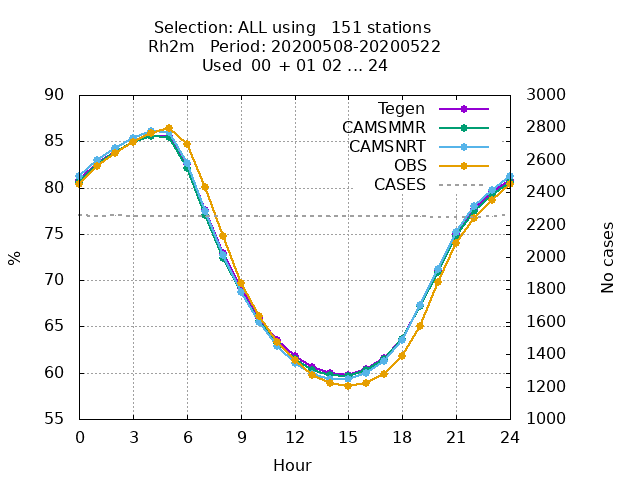 Selection: ALL using   151 stations
Rh2m   Period: 20200508-20200522
Used  00 + 01 02 ... 24
90
85
80
75
70
65
60
55
%
Tegen
CAMSMMR
CAMSNRT
OBS
CASES
3000
2800
2600
2400
2200
2000
1800
1600
1400
1200
1000
No cases
0 3 6 9 12 15 18 21 24
Hour